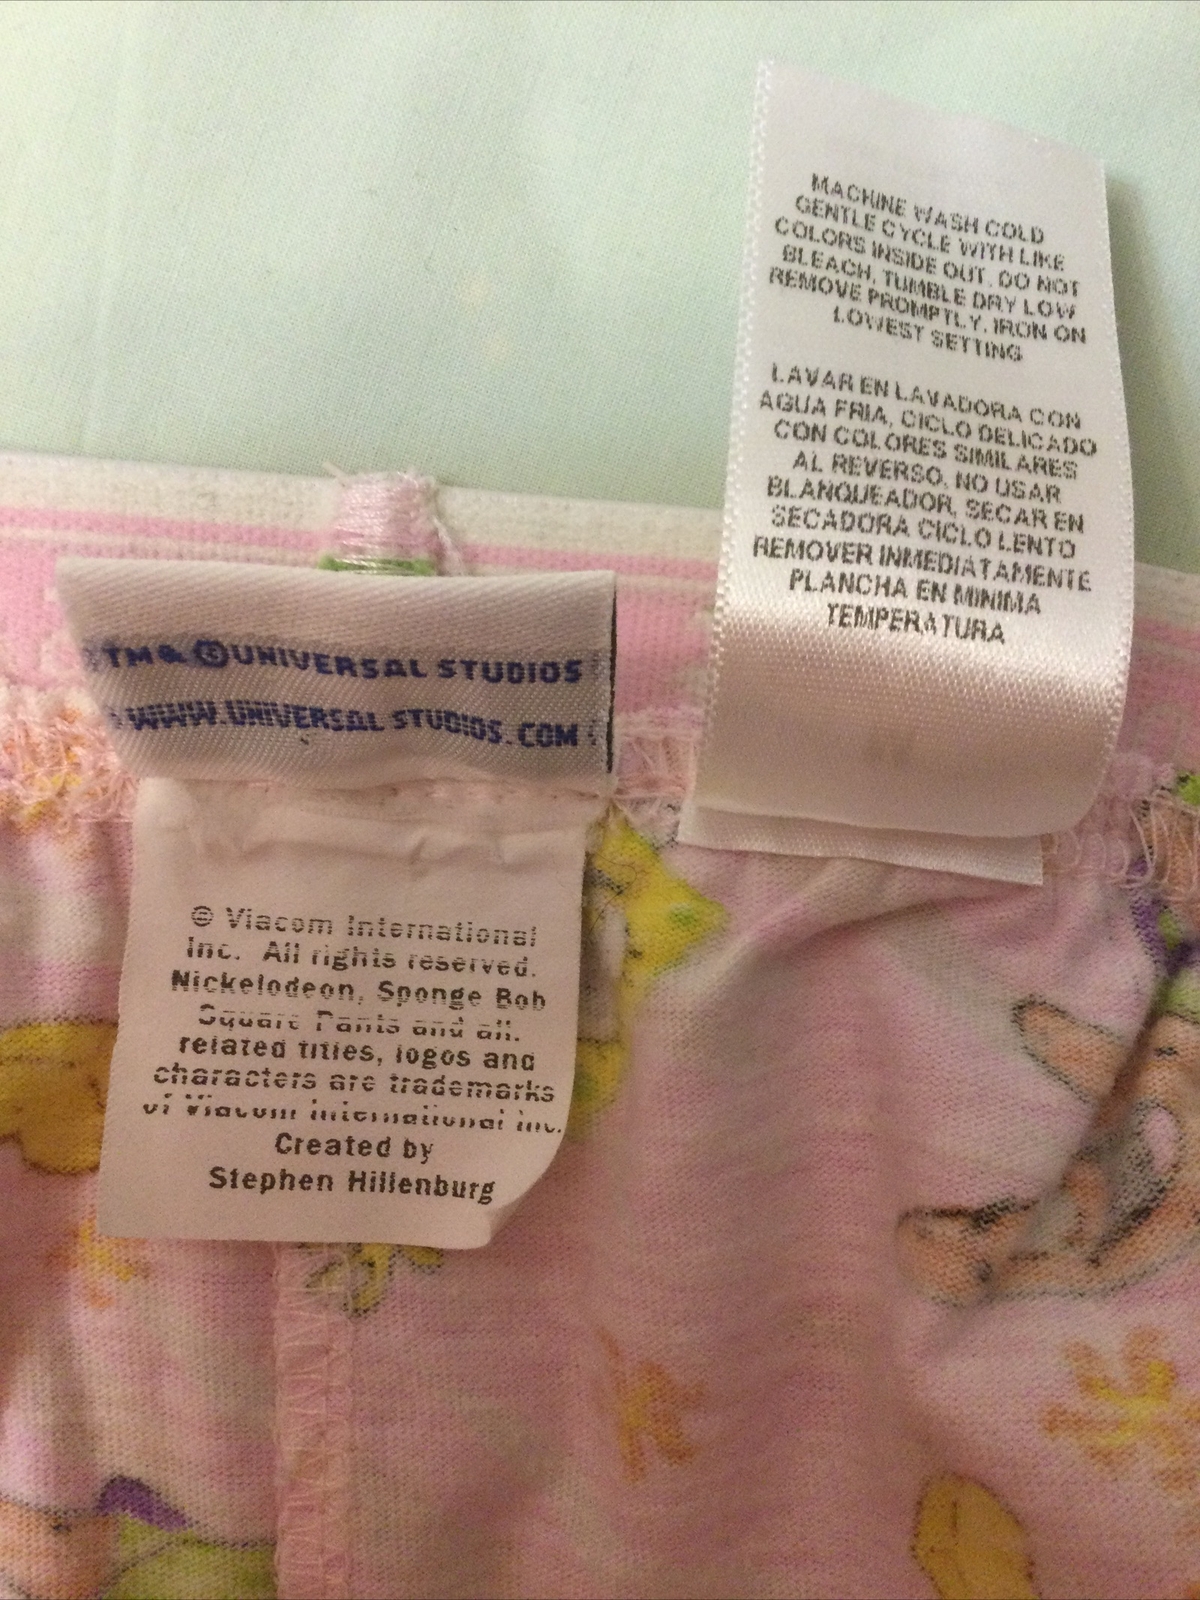 TM & ©UNIVERSAL STUDIOS
WWW.UNIVERSAL STUDIOS.COM
© Viacom International
Inc. All rights reserved.
Nickelodeon, Sponge Bob
Square Pants and all
related titles, logos and
characters are trademarks
of Viacom International Inc.
Created by
Stephen Hillenburg
MACHINE WASH COLD
GENTLE CYCLE WITH LIKE
COLORS INSIDE OUT. DO NOT
BLEACH, TUMBLE DRY LOW
REMOVE PROMPTLY, IRON ON
LOWEST SETTING
LAVAR EN LAVADORA CON
AGUA FRIA, CICLO DELICADO
CON COLORES SIMILARES
AL REVERSO, NO USAR
BLANQUEADOR, SECAR EN
SECADORA CICLO LENTO
REMOVER INMEDIATAMENTE
PLANCHA EN MINIMA
TEMPERATURA